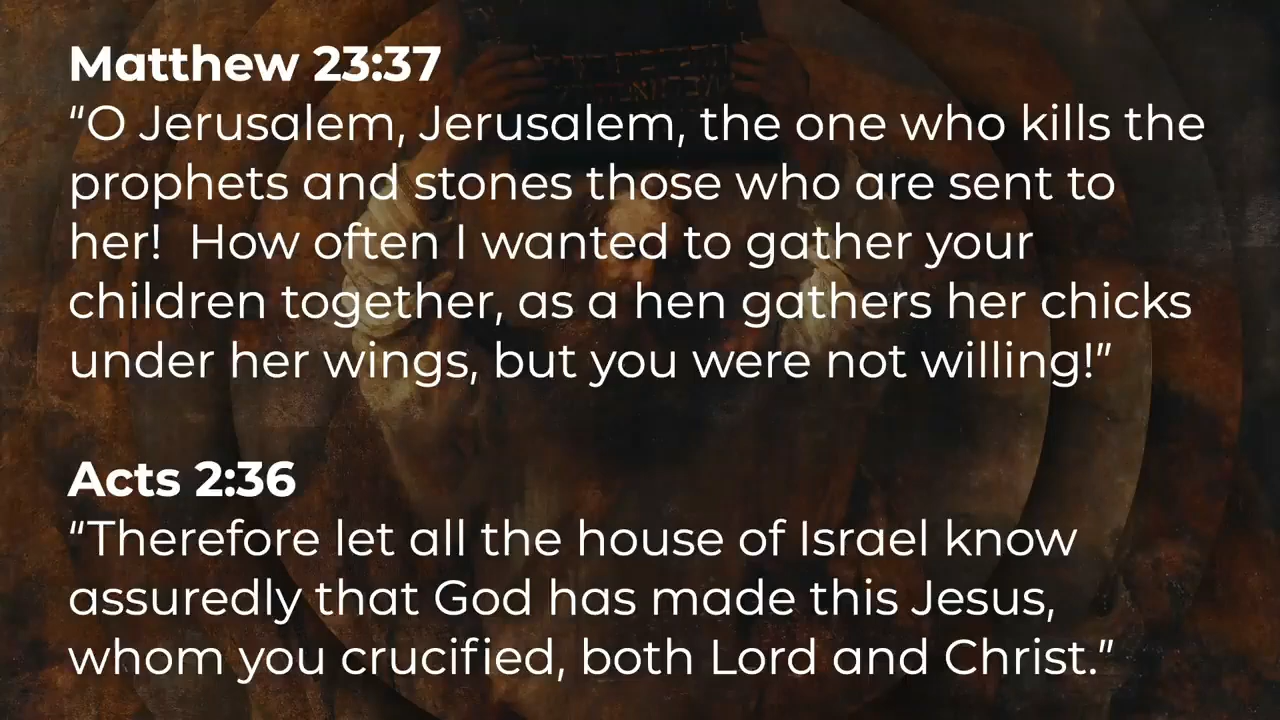 Matthew 23:37
“O Jerusalem, Jerusalem, the one who kills the
prophets and stones those who are sent to
her!  How often I wanted to gather your
children together, as a hen gathers her chicks
under her wings, but you were not willing!”
Acts 2:36
“Therefore let all the house of Israel know
assuredly that God has made this Jesus,
whom you crucified, both Lord and Christ.”